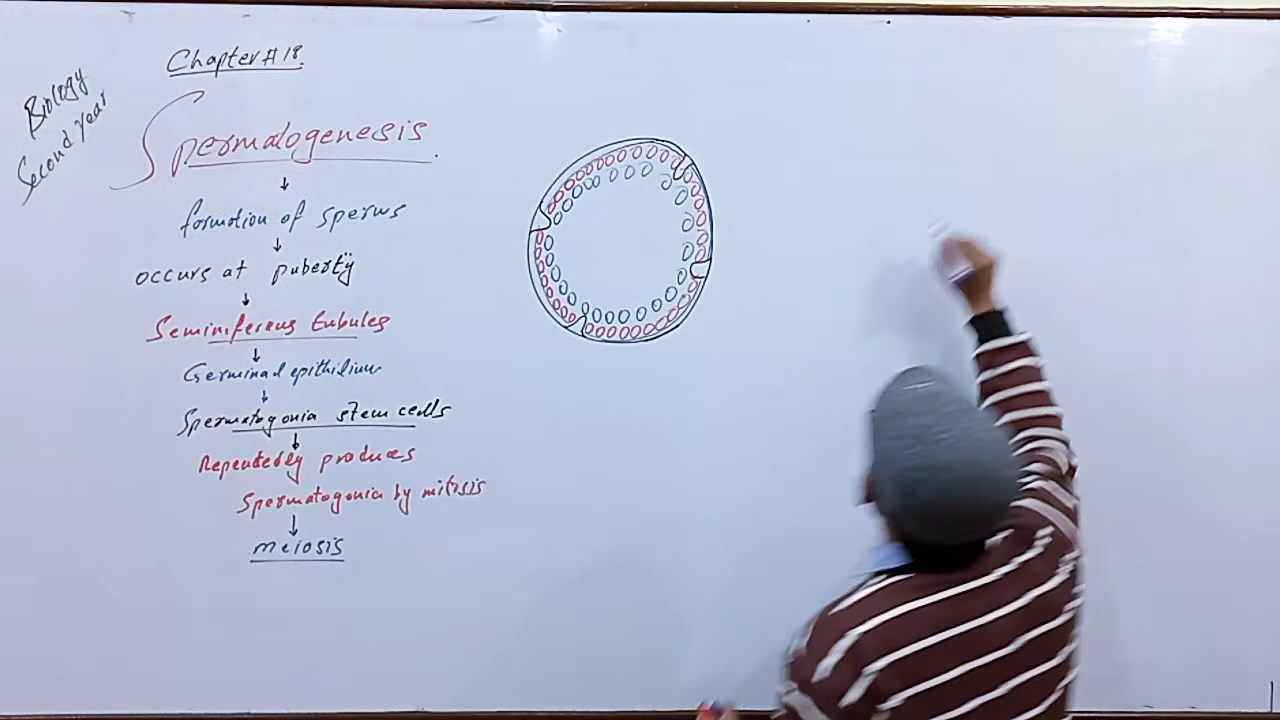 Chapter # 18.
Biology
Second year
Spermatogenesis.
formation of sperms
occurs at puberty
Seminiferous tubules
Germinal epithilium
Spermatogonia stem cells
Repeatedly produces
Spermatogonia by mitosis
meiosis